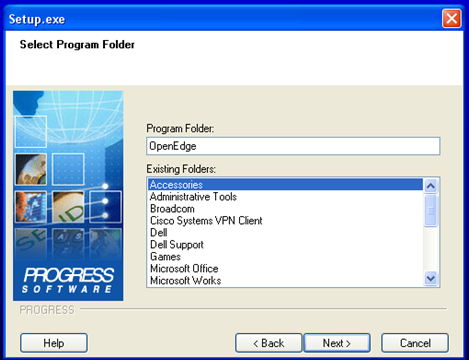 Setup.exe
Select Program Folder
Program Folder:
OpenEdge
Existing Folders:
Accessories
Administrative Tools
Broadcom
Cisco Systems VPN Client
Dell
Dell Support
Games
Microsoft Office
Microsoft Works
PROGRESS
SOFTWARE
PROGRESS
Help
< Back
Next >
Cancel